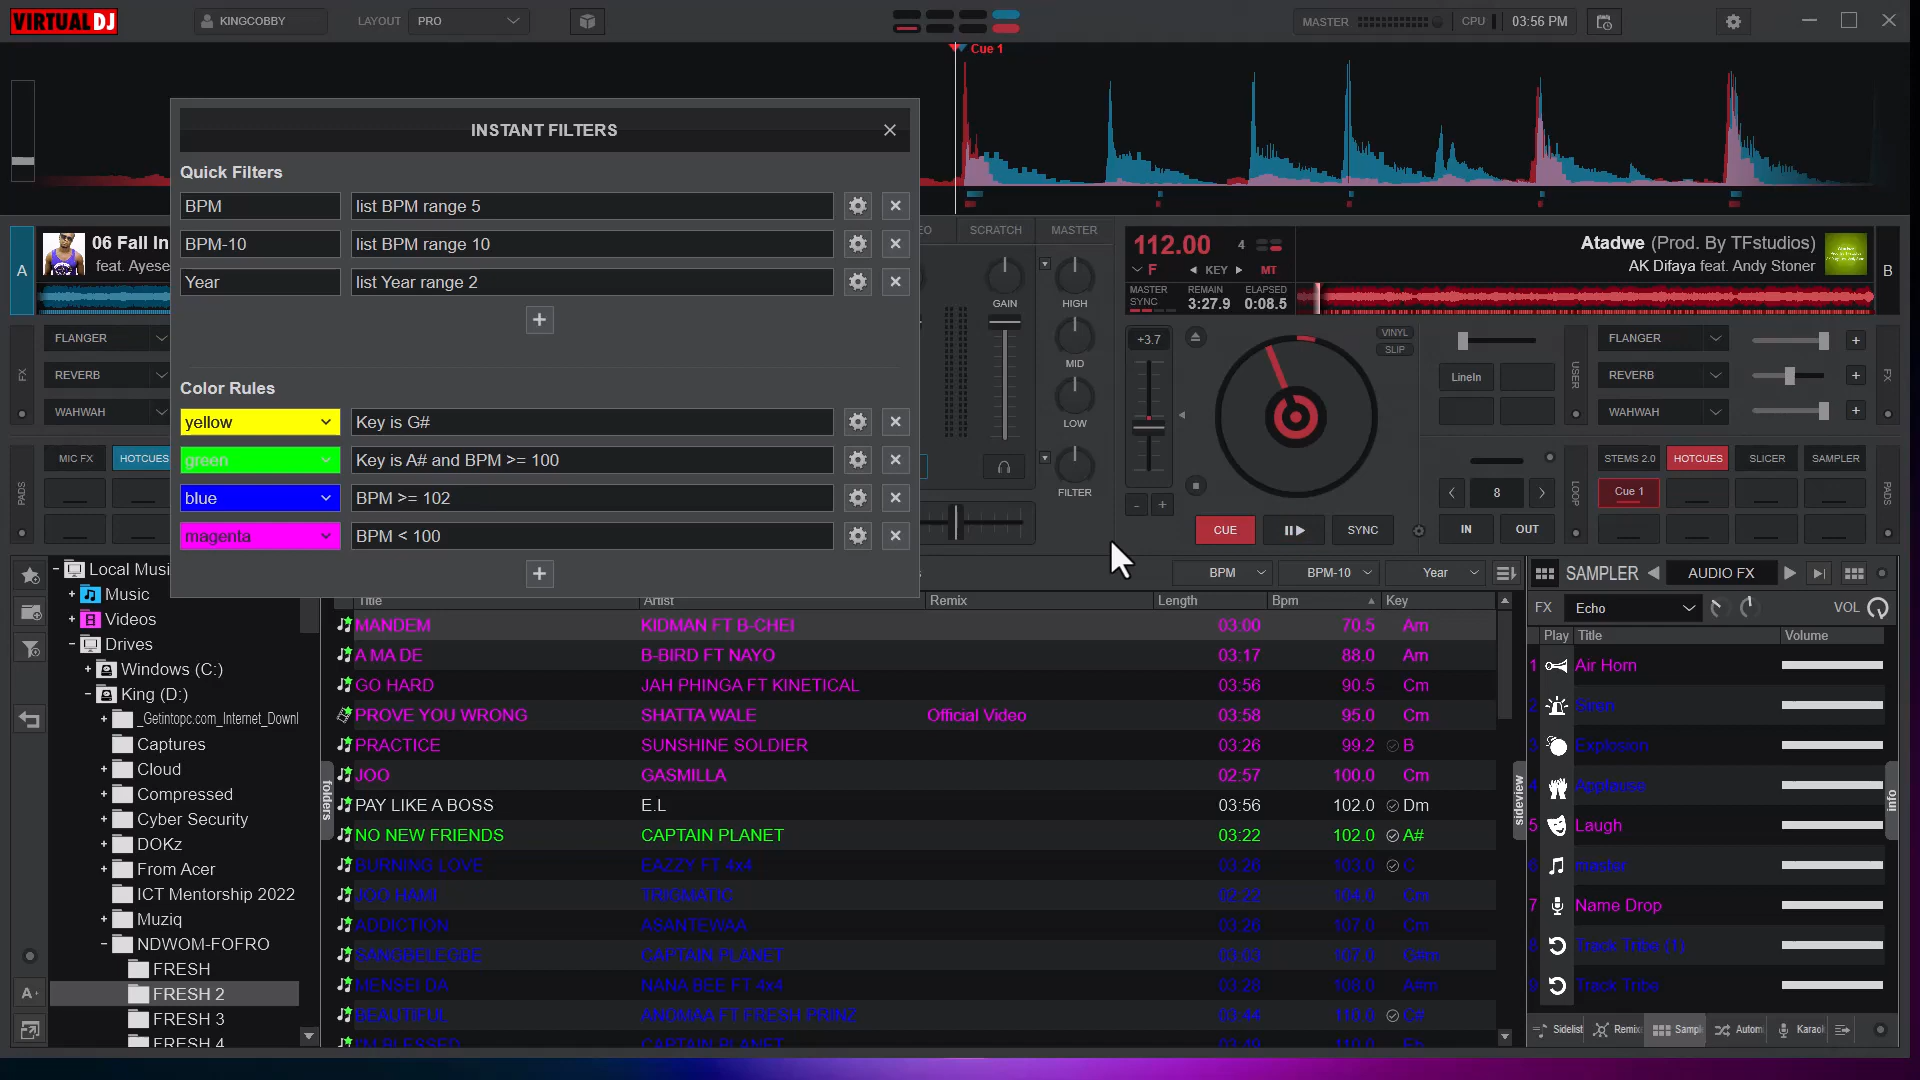 VIRTUALDJ
KINGCOBBY
LAYOUT
PRO
MASTER
CPU
03:56 PM
Cue 1
INSTANT FILTERS
Quick Filters
BPM
list BPM range 5
BPM-10
list BPM range 10
Year
list Year range 2
+
Color Rules
yellow
Key is G#
green
Key is A# and BPM >= 100
blue
BPM >= 102
magenta
BPM < 100
+
A
06 Fall In
feat. Ayese
FX
FLANGER
REVERB
WAHWAH
PADS
MIC FX
HOTCUES
SCRATCH
MASTER
GAIN
HIGH
MID
LOW
FILTER
112.00
4
F
KEY
MT
MASTER
SYNC
REMAIN
3:27.9
ELAPSED
0:08.5
Atadwe (Prod. By TFstudios)
AK Difaya feat. Andy Stoner
B
+3.7
VINYL
SLIP
CUE
SYNC
LineIn
USER
FLANGER
REVERB
WAHWAH
FX
8
IN
OUT
LOOP
STEMS 2.0
HOTCUES
SLICER
SAMPLER
Cue 1
PADS
Local Musi
Music
Videos
Drives
Windows (C:)
King (D:)
_Getintopc.com_Internet_Downl
Captures
Cloud
Compressed
Cyber Security
DOKz
From Acer
ICT Mentorship 2022
Muziq
NDWOM-FOFRO
FRESH
FRESH 2
FRESH 3
FRESH 4
folders
BPM
BPM-10
Year
Title Artist Remix Length Bpm Key
MANDEM KIDMAN FT B-CHEI 03:00 70.5 Am
A MA DE B-BIRD FT NAYO 03:17 88.0 Am
GO HARD JAH PHINGA FT KINETICAL 03:56 90.5 Cm
PROVE YOU WRONG SHATTA WALE Official Video 03:58 95.0 Cm
PRACTICE SUNSHINE SOLDIER 03:26 99.2 B
JOO GASMILLA 02:57 100.0 Cm
PAY LIKE A BOSS E.L 03:56 102.0 Dm
NO NEW FRIENDS CAPTAIN PLANET 03:22 102.0 A#
BURNING LOVE EAZZY FT 4x4 03:26 103.0 C
JOO HAMI TRIGMATIC 02:22 104.0 Cm
ADDICTION ASANTEWAA 03:26 107.0 Cm
SANGBELEGBE CAPTAIN PLANET 03:03 107.0 G#m
MENSEI DA NANA BEE FT 4x4 03:28 108.0 A#m
BEAUTIFUL ANOMAA FT FRESH PRINZ 03:44 110.0 C#
I'M BLESSED CAPTAIN PLANET 03:49 110.0
sideview
SAMPLER
AUDIO FX
FX
Echo
VOL
Play Title Volume
1 Air Horn
2 Siren
3 Explosion
4 Applause
5 Laugh
6 master
7 Name Drop
8 Track Tribe (1)
9 Track Tribe
info
Sidelist
Remix
Sampl
Autom
Karaol